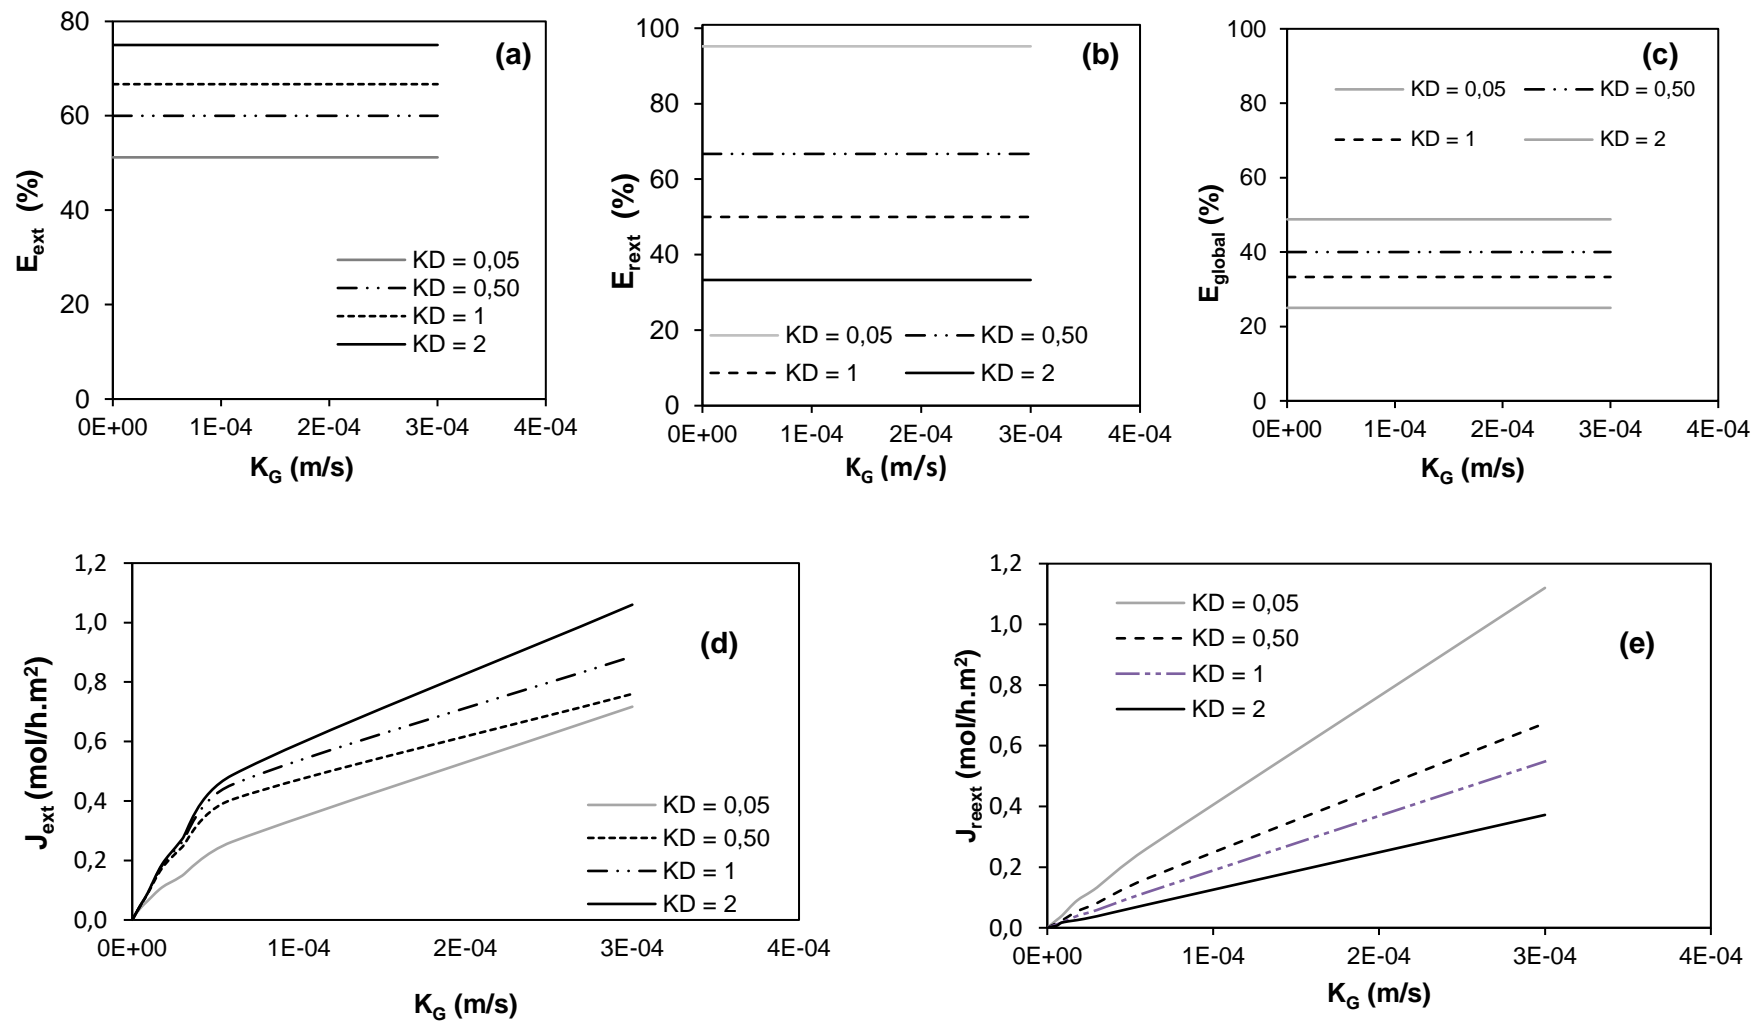 (a)
80
60
40
20
0
E_ext (%)
KD = 0,05
KD = 0,50
KD = 1
KD = 2
0E+00 1E-04 2E-04 3E-04 4E-04
K_G (m/s)
(b)
100
80
60
40
20
0
E_rext (%)
KD = 0,05 KD = 0,50
KD = 1 KD = 2
0E+00 1E-04 2E-04 3E-04 4E-04
K_G (m/s)
(c)
100
80
60
40
20
0
E_global (%)
KD = 0,05 KD = 0,50
KD = 1 KD = 2
0E+00 1E-04 2E-04 3E-04 4E-04
K_G (m/s)
(d)
1,2
1,0
0,8
0,6
0,4
0,2
0,0
J_ext (mol/h.m²)
KD = 0,05
KD = 0,50
KD = 1
KD = 2
0E+00 1E-04 2E-04 3E-04 4E-04
K_G (m/s)
(e)
1,2
1,0
0,8
0,6
0,4
0,2
0,0
J_reext (mol/h.m²)
KD = 0,05
KD = 0,50
KD = 1
KD = 2
0E+00 1E-04 2E-04 3E-04 4E-04
K_G (m/s)